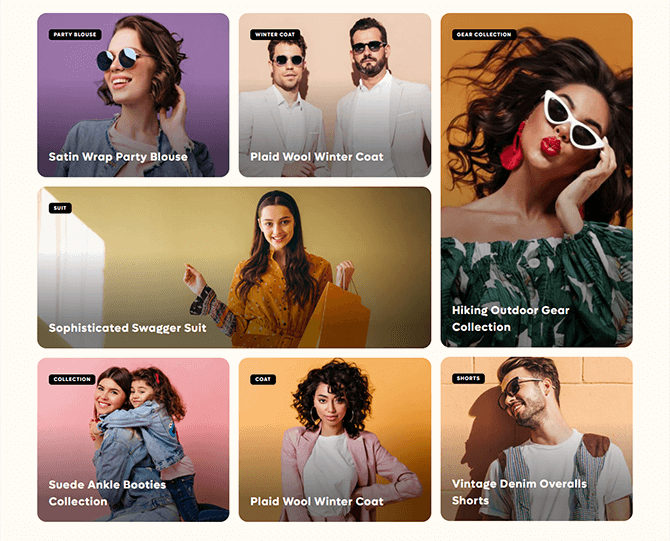 PARTY BLOUSE
Satin Wrap Party Blouse
WINTER COAT
Plaid Wool Winter Coat
GEAR COLLECTION
Hiking Outdoor Gear
Collection
SUIT
Sophisticated Swagger Suit
COLLECTION
Suede Ankle Booties
Collection
COAT
Plaid Wool Winter Coat
SHORTS
Vintage Denim Overalls
Shorts